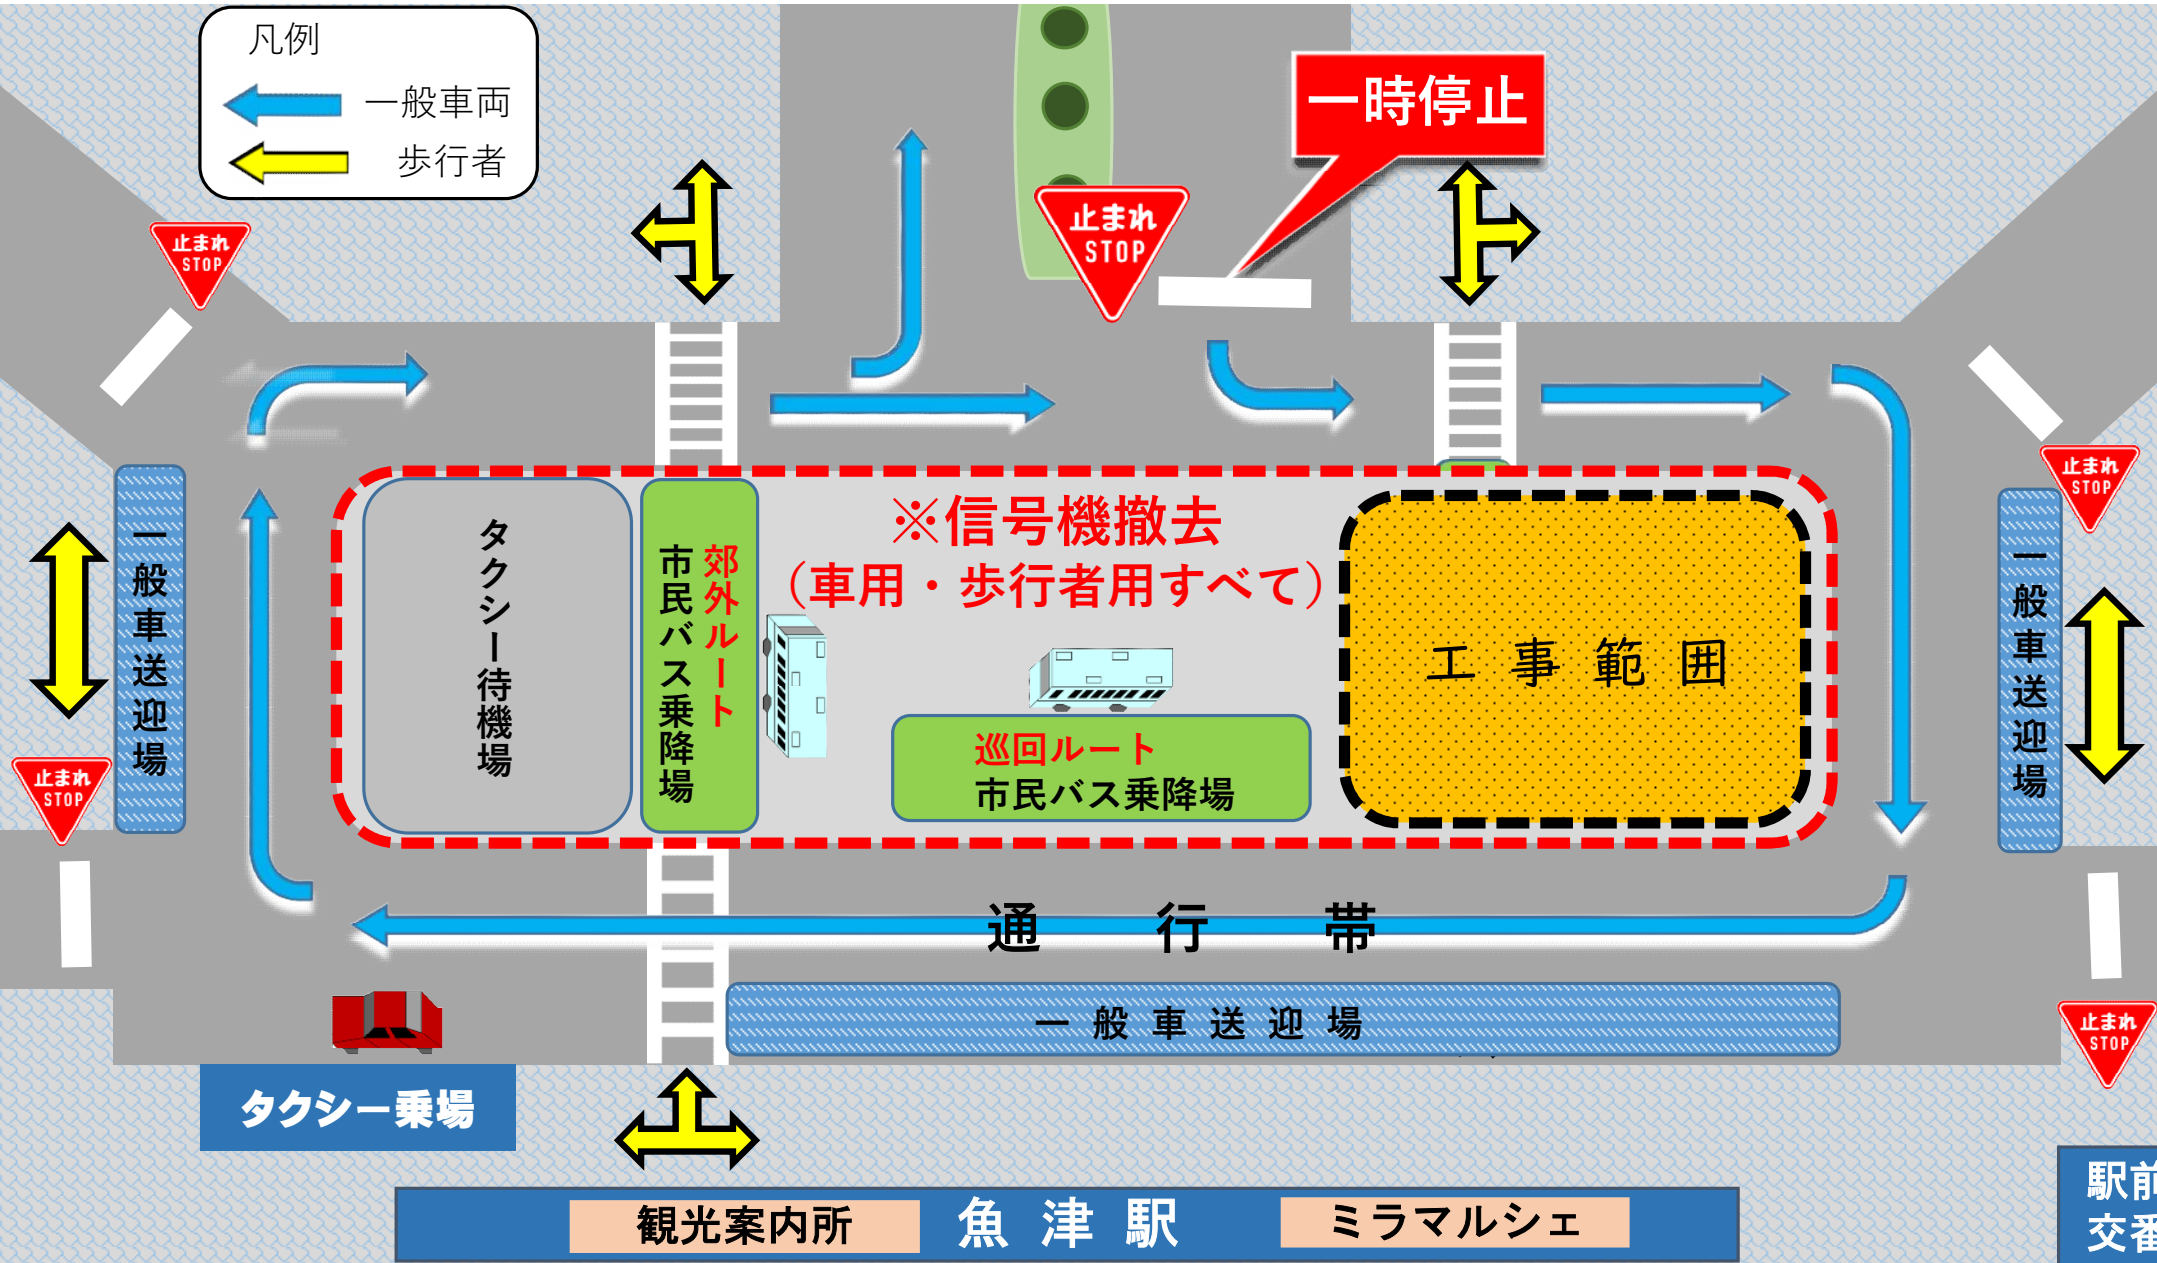 凡例
一般車両
歩行者
一時停止
止まれ
STOP
止まれ
STOP
止まれ
STOP
止まれ
STOP
止まれ
STOP
一般車送迎場
タクシー待機場
郊外ルート
市民バス乗降場
※信号機撤去
（車用・歩行者用すべて）
巡回ルート
市民バス乗降場
工事範囲
一般車送迎場
通行帯
一般車送迎場
タクシー乗場
観光案内所
魚津駅
ミラマルシェ
駅前
交番